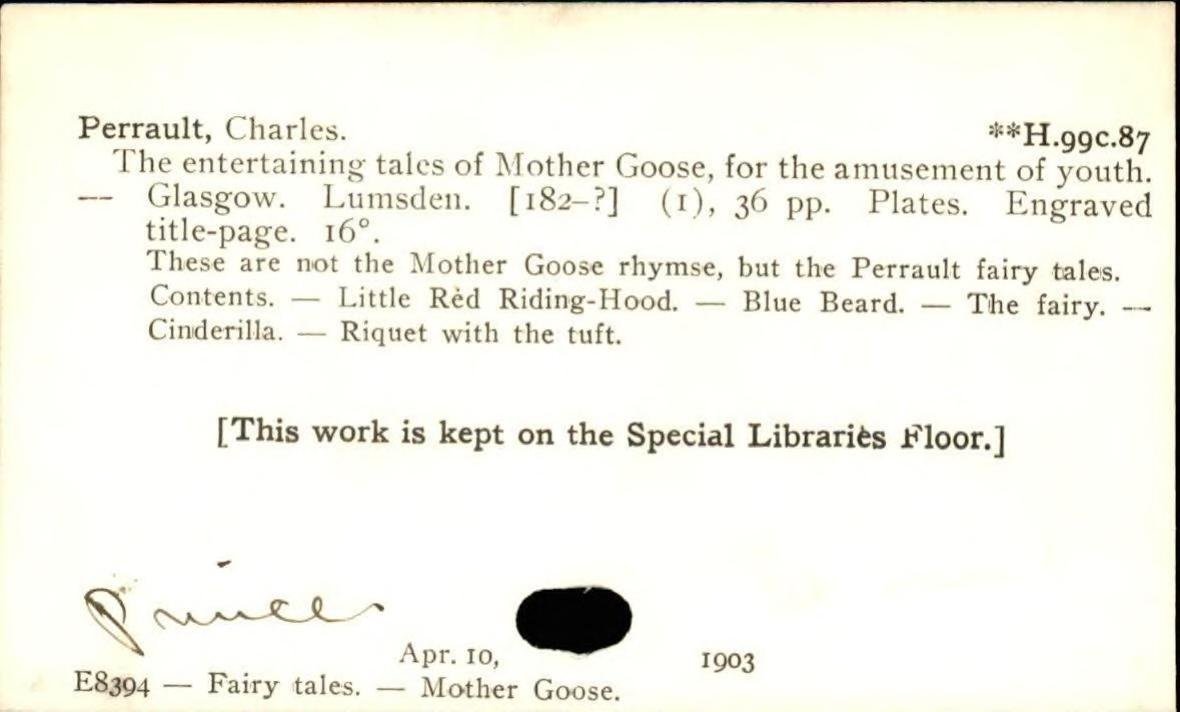 Perrault, Charles. **H.99c.87
The entertaining tales of Mother Goose, for the amusement of youth.
— Glasgow. Lumsden. [182-?] (1), 36 pp. Plates. Engraved
title-page. 16°.
These are not the Mother Goose rhymse, but the Perrault fairy tales.
Contents. — Little Red Riding-Hood. — Blue Beard. — The fairy. —
Cinderilla. — Riquet with the tuft.
[This work is kept on the Special Libraries Floor.]
Prince
Apr. 10, 1903
E8394 — Fairy tales. — Mother Goose.